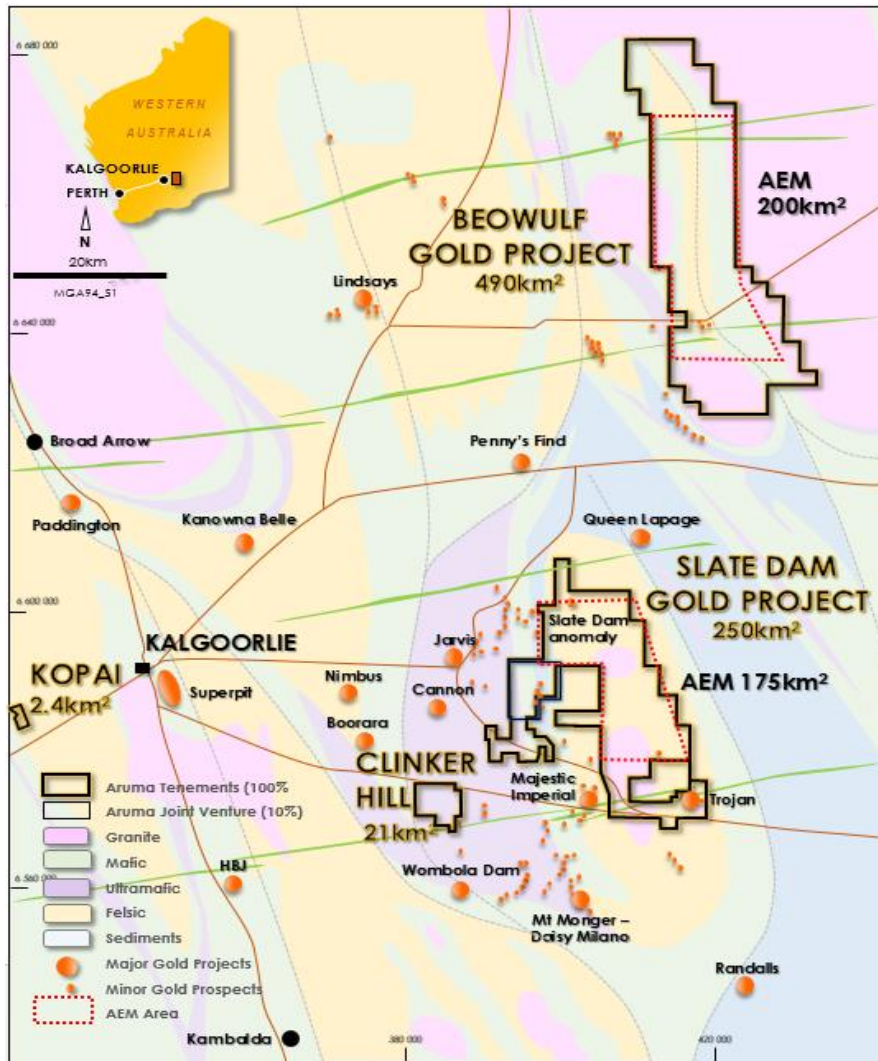 6 680 000
WESTERN
AUSTRALIA
KALGOORLIE
PERTH
N
20km
MGA94_51
AEM
200km²
BEOWULF
GOLD PROJECT
490km²
Lindsays
6 640 000
Broad Arrow
Penny's Find
Paddington
Kanowna Belle
Queen Lapage
SLATE DAM
GOLD PROJECT
250km²
6 600 000
Slate Dam
anomaly
KALGOORLIE
Jarvis
KOPAI
2.4km²
Superpit
Nimbus
Cannon
AEM 175km²
Boorara
CLINKER
HILL
21km²
Majestic
Imperial
Trojan
Aruma Tenements (100%
Aruma Joint Venture (10%)
Granite
Mafic
Ultramafic
Felsic
Sediments
Major Gold Projects
Minor Gold Prospects
AEM Area
HBJ
6 560 000
Wombola Dam
Mt Monger –
Daisy Milano
Randalls
Kambalda
380 000
420 000